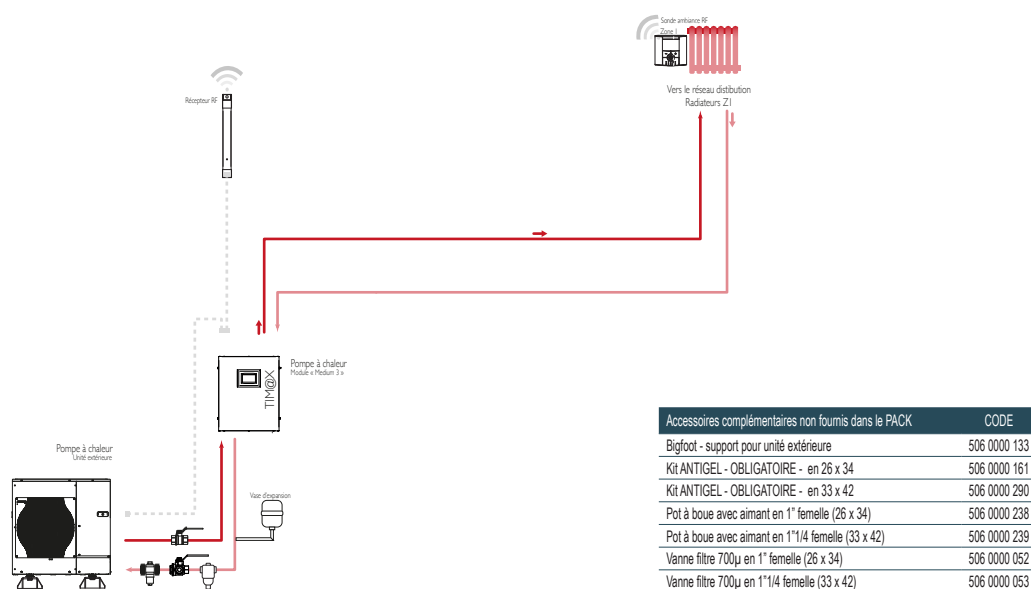 Sonde ambiance RF
Zone 1
Récepteur RF
Vers le réseau distibution
Radiateurs Z1
Pompe à chaleur
Module « Medium 3 »
TIM@X
Pompe à chaleur
Unité extérieure
Vase d'expansion
Accessoires complémentaires non fournis dans le PACK CODE
Bigfoot - support pour unité extérieure 506 0000 133
Kit ANTIGEL - OBLIGATOIRE - en 26 x 34 506 0000 161
Kit ANTIGEL - OBLIGATOIRE - en 33 x 42 506 0000 290
Pot à boue avec aimant en 1" femelle (26 x 34) 506 0000 238
Pot à boue avec aimant en 1"1/4 femelle (33 x 42) 506 0000 239
Vanne filtre 700µ en 1" femelle (26 x 34) 506 0000 052
Vanne filtre 700µ en 1"1/4 femelle (33 x 42) 506 0000 053